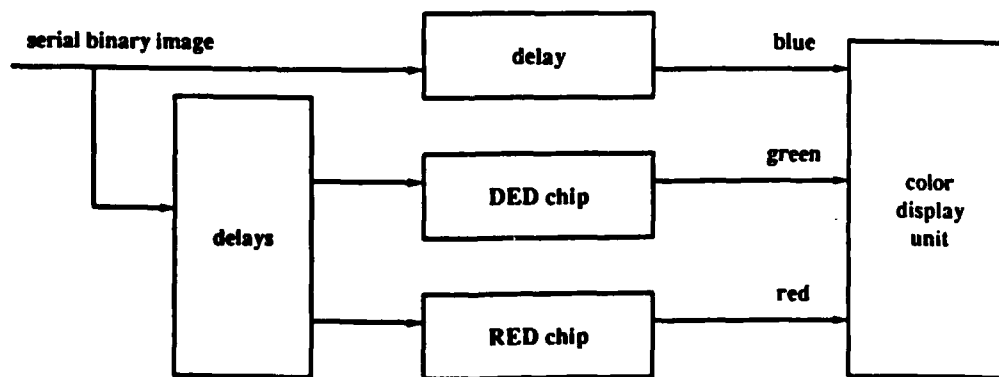 serial binary image
delay
blue
delays
DED chip
green
RED chip
red
color
display
unit